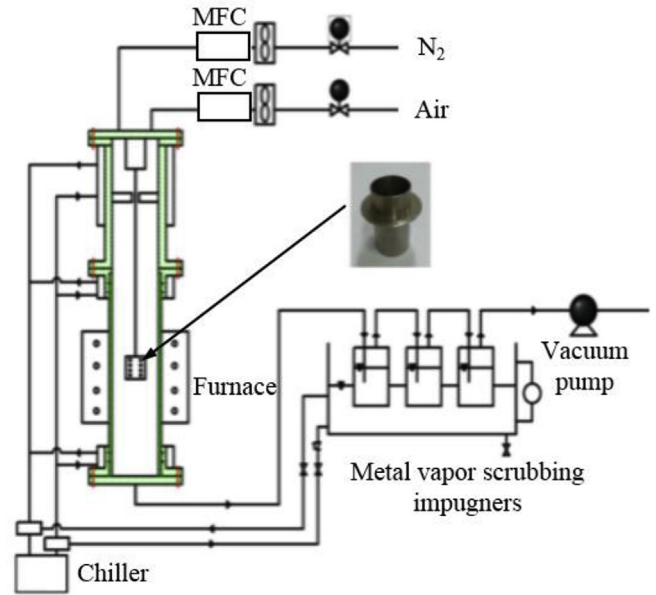 MFC
N2
MFC
Air
Furnace
Vacuum
pump
Metal vapor scrubbing
impugners
Chiller